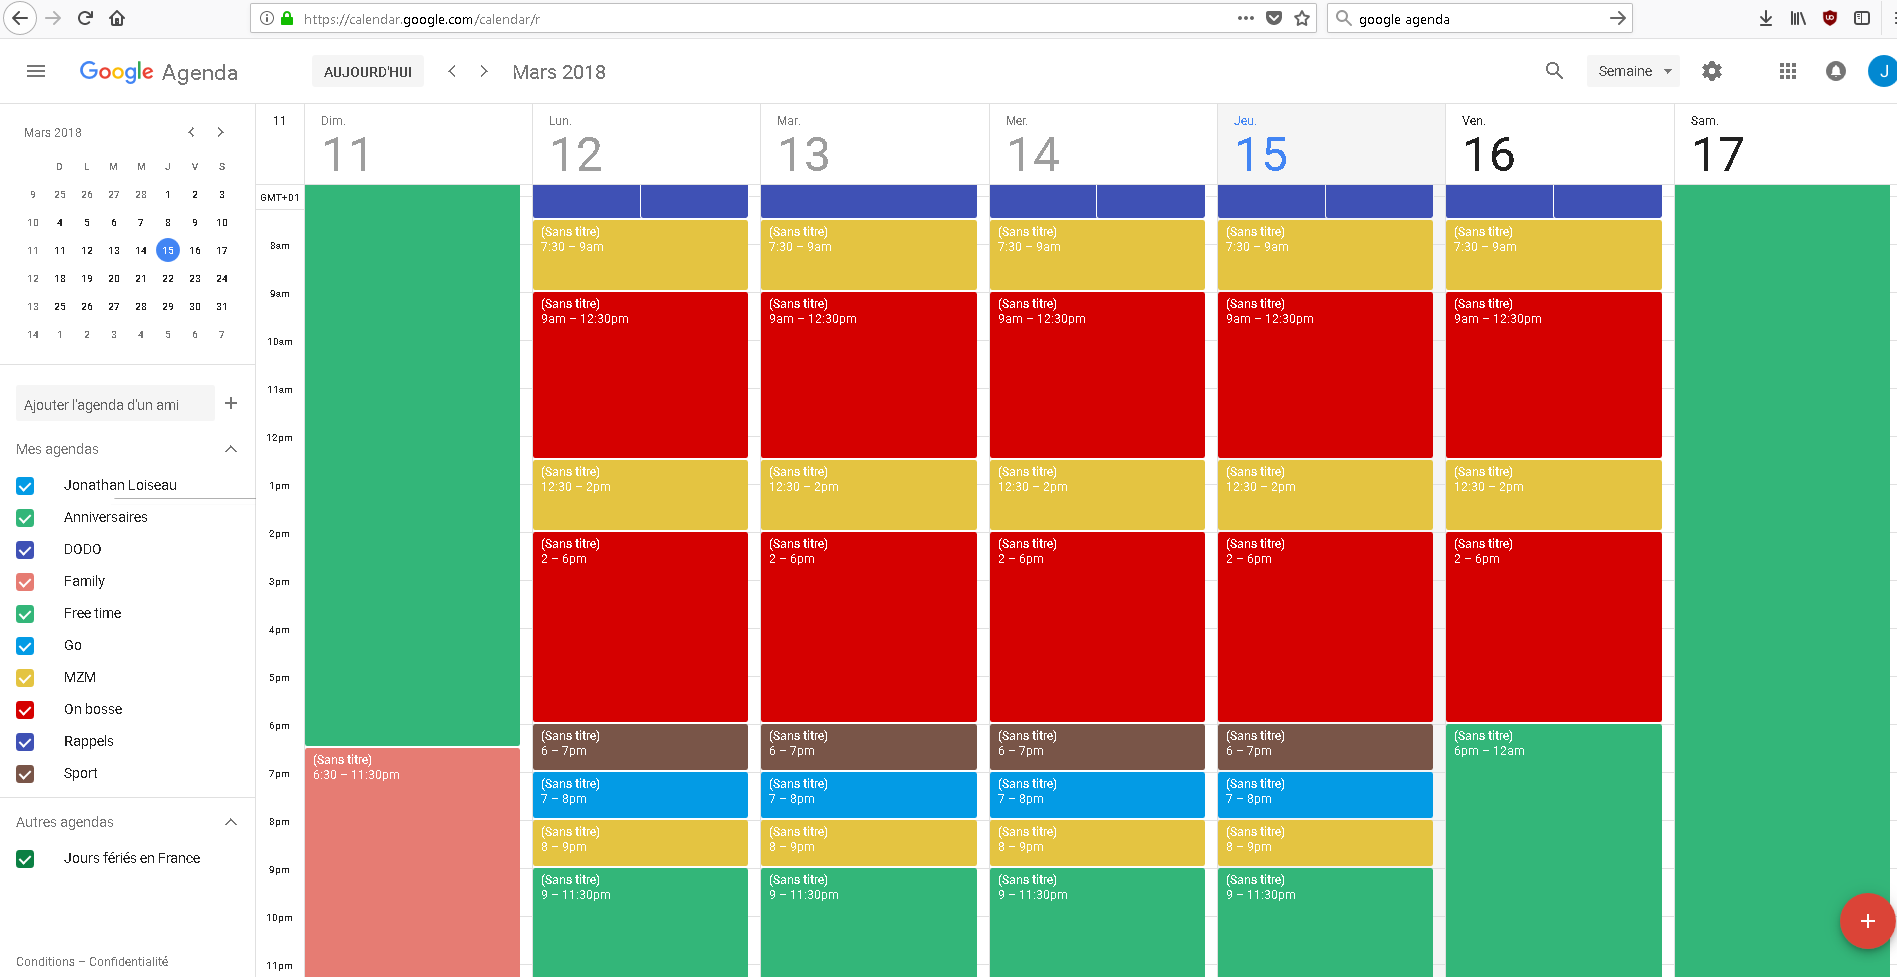 https://calendar.google.com/calendar/r
google agenda
Google Agenda
AUJOURD'HUI
Mars 2018
Semaine
J
Mars 2018
D L M M J V S
9 25 26 27 28 1 2 3
10 4 5 6 7 8 9 10
11 11 12 13 14 15 16 17
12 18 19 20 21 22 23 24
13 25 26 27 28 29 30 31
14 1 2 3 4 5 6 7
Ajouter l'agenda d'un ami
Mes agendas
Jonathan Loiseau
Anniversaires
DODO
Family
Free time
Go
MZM
On bosse
Rappels
Sport
Autres agendas
Jours fériés en France
Conditions – Confidentialité
11
Dim. Lun. Mar. Mer. Jeu. Ven. Sam.
11 12 13 14 15 16 17
GMT+01
8am
9am
10am
11am
12pm
1pm
2pm
3pm
4pm
5pm
6pm
7pm
8pm
9pm
10pm
11pm
(Sans titre)
6:30 – 11:30pm
(Sans titre)
7:30 – 9am
(Sans titre)
9am – 12:30pm
(Sans titre)
12:30 – 2pm
(Sans titre)
2 – 6pm
(Sans titre)
6 – 7pm
(Sans titre)
7 – 8pm
(Sans titre)
8 – 9pm
(Sans titre)
9 – 11:30pm
(Sans titre)
7:30 – 9am
(Sans titre)
9am – 12:30pm
(Sans titre)
12:30 – 2pm
(Sans titre)
2 – 6pm
(Sans titre)
6 – 7pm
(Sans titre)
7 – 8pm
(Sans titre)
8 – 9pm
(Sans titre)
9 – 11:30pm
(Sans titre)
7:30 – 9am
(Sans titre)
9am – 12:30pm
(Sans titre)
12:30 – 2pm
(Sans titre)
2 – 6pm
(Sans titre)
6 – 7pm
(Sans titre)
7 – 8pm
(Sans titre)
8 – 9pm
(Sans titre)
9 – 11:30pm
(Sans titre)
7:30 – 9am
(Sans titre)
9am – 12:30pm
(Sans titre)
12:30 – 2pm
(Sans titre)
2 – 6pm
(Sans titre)
6 – 7pm
(Sans titre)
7 – 8pm
(Sans titre)
8 – 9pm
(Sans titre)
9 – 11:30pm
(Sans titre)
7:30 – 9am
(Sans titre)
9am – 12:30pm
(Sans titre)
12:30 – 2pm
(Sans titre)
2 – 6pm
(Sans titre)
6pm – 12am